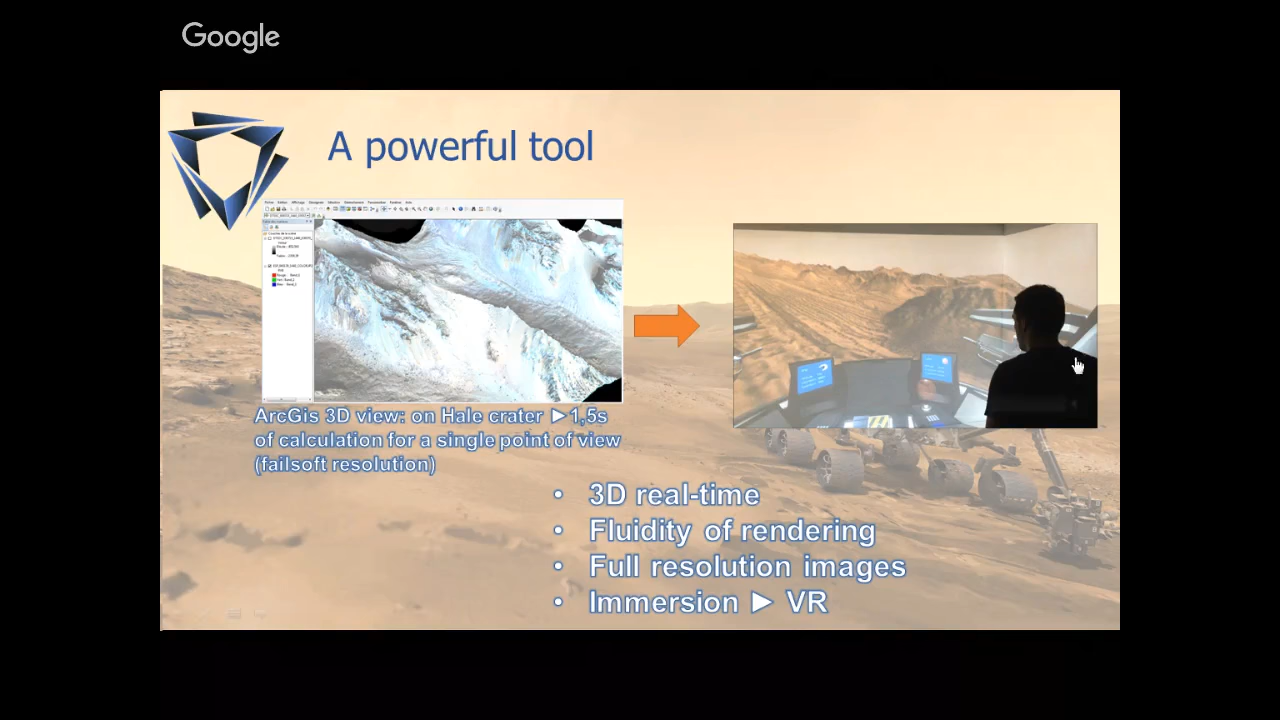 Google
A powerful tool
ArcGis 3D view: on Hale crater ►1,5s
of calculation for a single point of view
(failsoft resolution)
• 3D real-time
• Fluidity of rendering
• Full resolution images
• Immersion ► VR